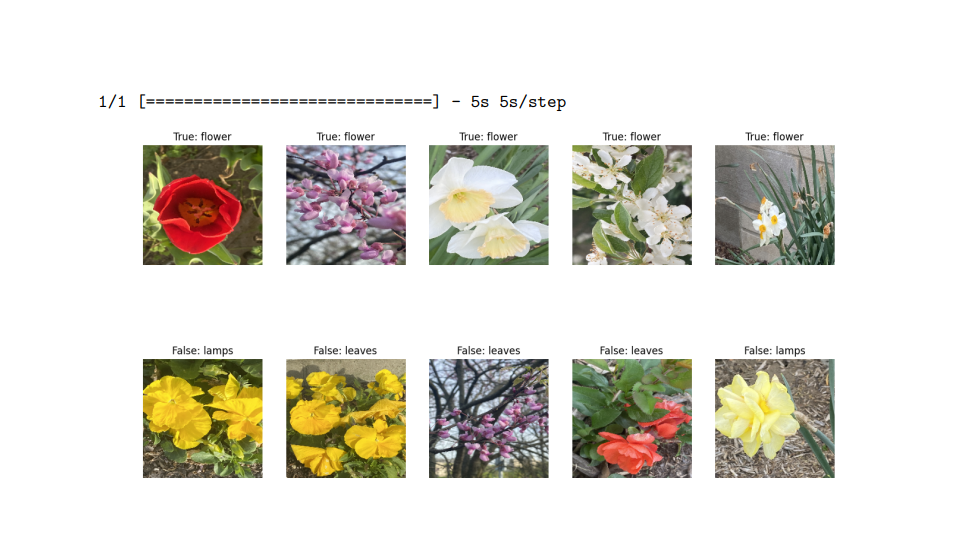 1/1 [==============================] - 5s 5s/step
True: flower True: flower True: flower True: flower True: flower
False: lamps False: leaves False: leaves False: leaves False: lamps